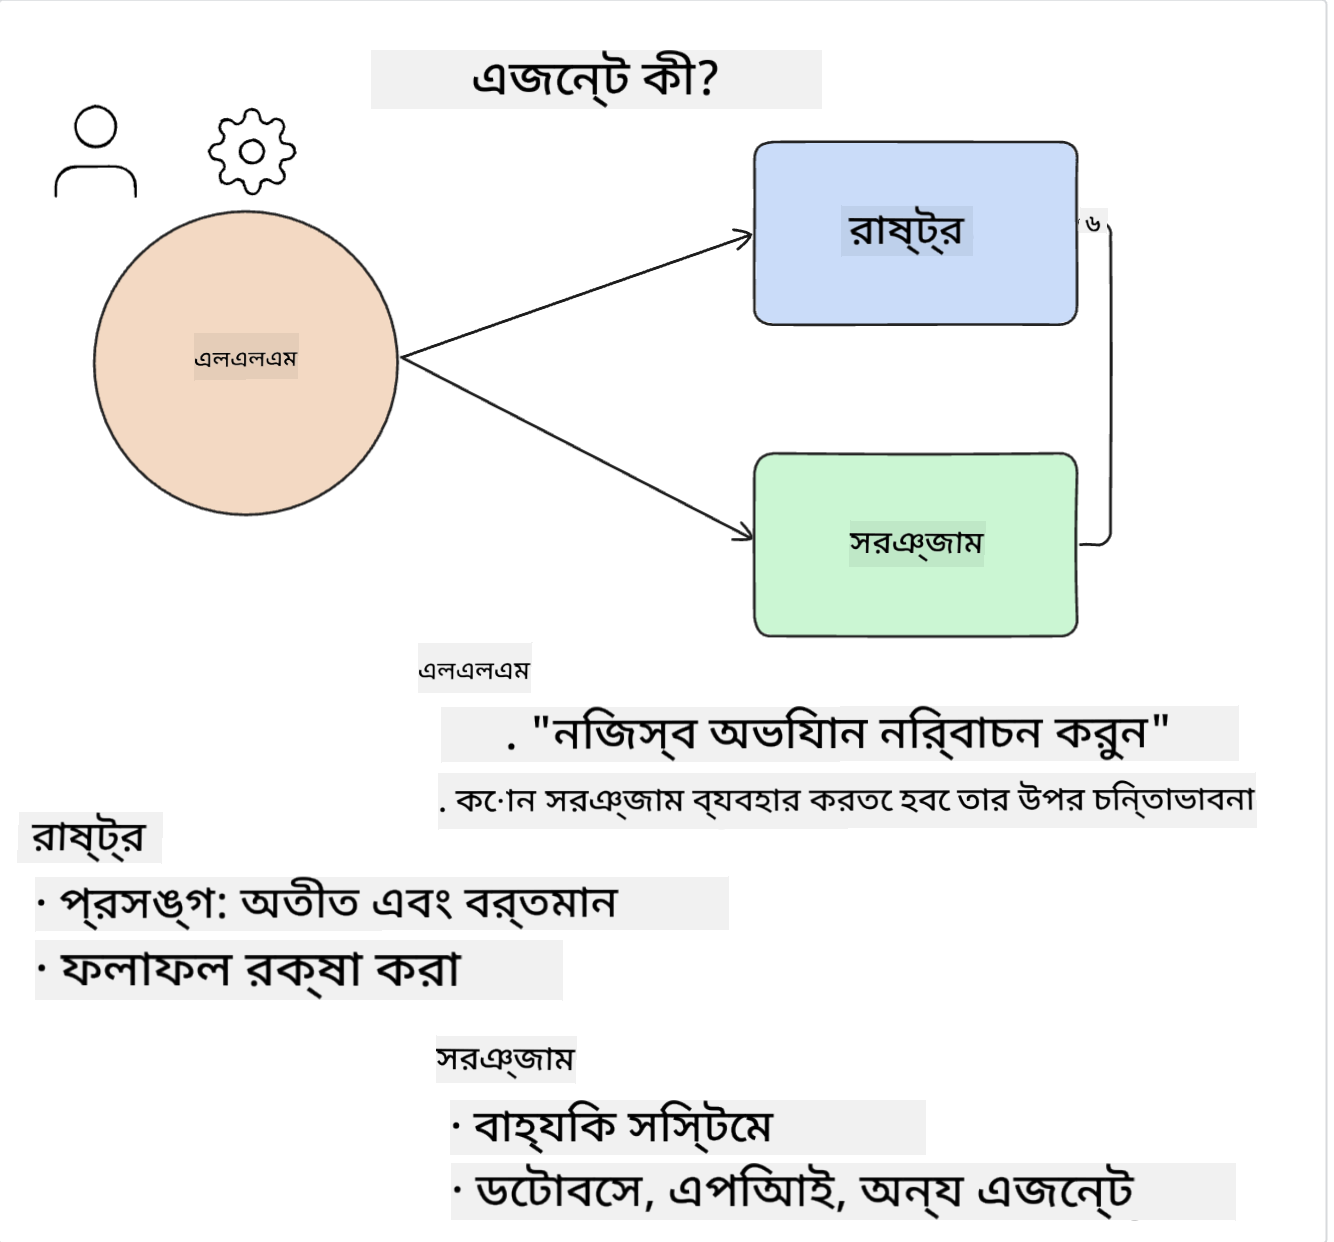 এজেন্ট কী?
রাষ্ট্র
৬
এলএলএম
সরঞ্জাম
এলএলএম
. "নিজস্ব অভিযান নির্বাচন করুন"
. কোন সরঞ্জাম ব্যবহার করতে হবে তার উপর চিন্তাভাবনা
রাষ্ট্র
· প্রসঙ্গ: অতীত এবং বর্তমান
· ফলাফল রক্ষা করা
সরঞ্জাম
· বাহ্যিক সিস্টেম
· ডেটাবেস, এপিআই, অন্য এজেন্ট